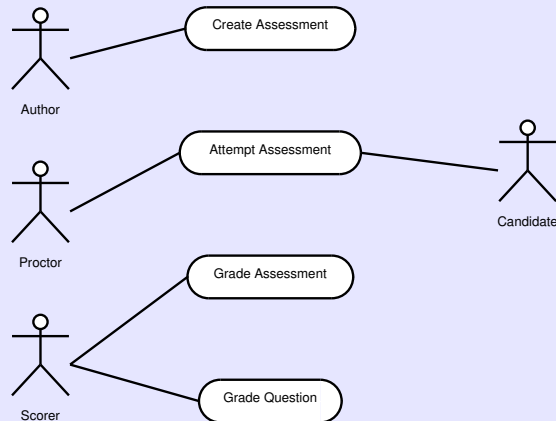 Create Assessment
Author
Attempt Assessment
Candidate
Proctor
Grade Assessment
Grade Question
Scorer